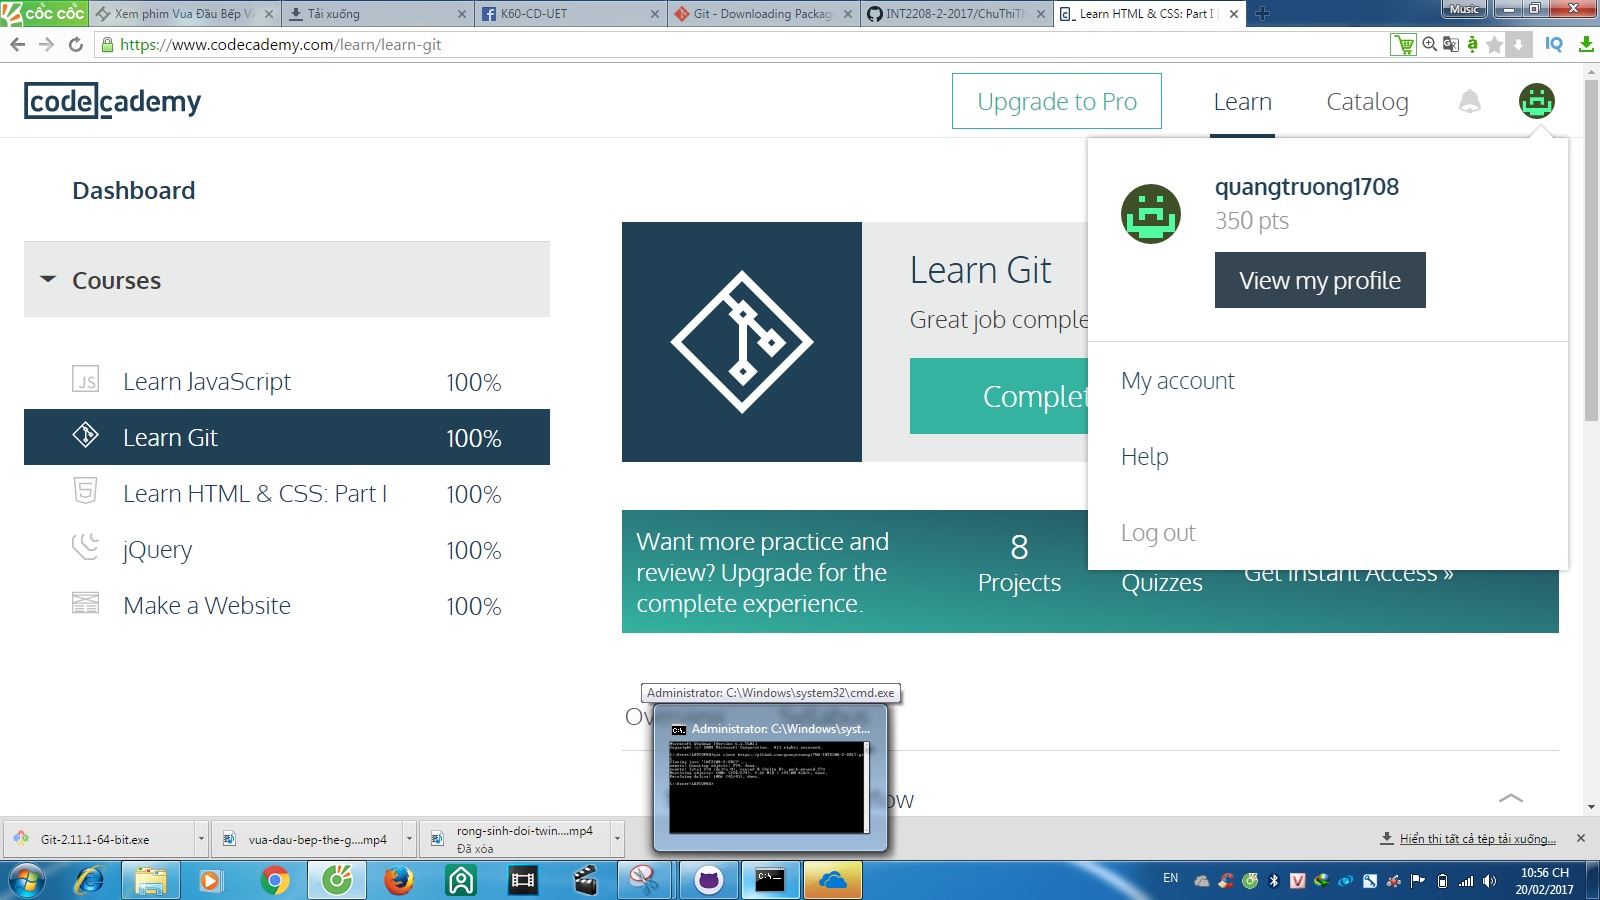 cốc cốc
Xem phim Vua Đầu Bếp Vi
Tải xuống
K60-CD-UET
Git - Downloading Packag
INT2208-2-2017/ChuThiTh
Learn HTML & CSS: Part I
Music
https://www.codecademy.com/learn/learn-git
IQ
codecademy
Upgrade to Pro
Learn
Catalog
Dashboard
quangtruong1708
350 pts
View my profile
Courses
Learn Git
Great job comple
Complet
My account
Help
Log out
JS
Learn JavaScript 100%
Learn Git 100%
Learn HTML & CSS: Part I 100%
jQuery 100%
Make a Website 100%
Want more practice and
review? Upgrade for the
complete experience.
8
Projects
Quizzes
Get Instant Access »
Administrator: C:\Windows\system32\cmd.exe
Administrator: C:\Windows\syst...
ow
Git-2.11.1-64-bit.exe
vua-dau-bep-the-g....mp4
rong-sinh-doi-twin....mp4
Đã xóa
Hiển thị tất cả tệp tải xuống...
EN
10:56 CH
20/02/2017